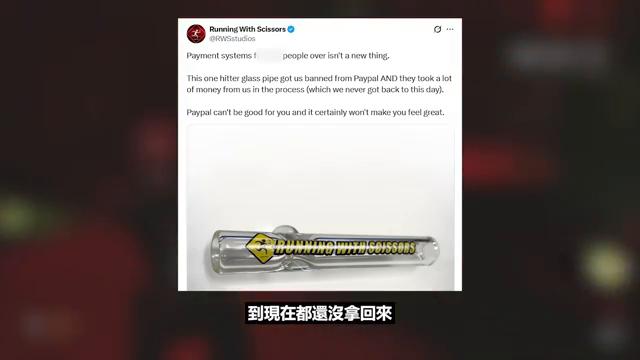 Running With Scissors
@RWSstudios
Payment systems f people over isn't a new thing.
This one hitter glass pipe got us banned from Paypal AND they took a lot
of money from us in the process (which we never got back to this day).
Paypal can't be good for you and it certainly won't make you feel great.
RUNNING WITH SCISSORS
到現在都還沒拿回來